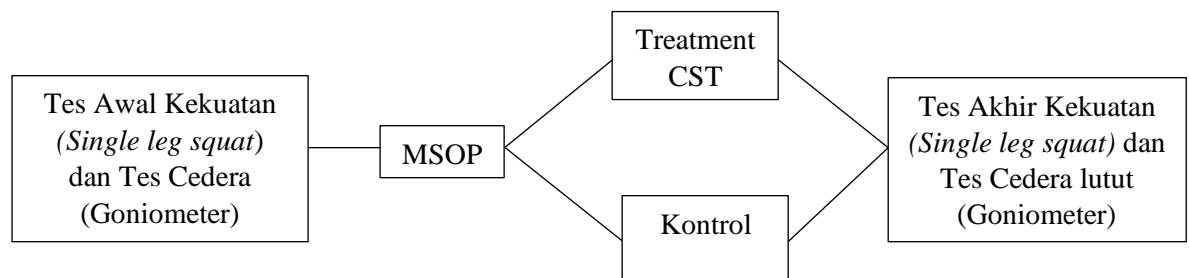 Tes Awal Kekuatan
(Single leg squat)
dan Tes Cedera
(Goniometer)
MSOP
Treatment
CST
Kontrol
Tes Akhir Kekuatan
(Single leg squat) dan
Tes Cedera lutut
(Goniometer)